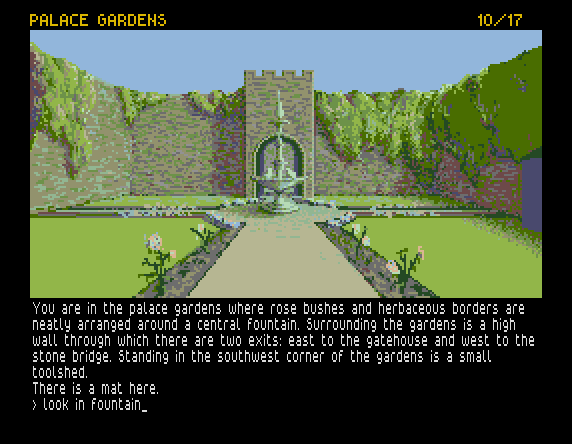 PALACE GARDENS 10/17
You are in the palace gardens where rose bushes and herbaceous borders are
neatly arranged around a central fountain. Surrounding the gardens is a high
wall through which there are two exits: east to the gatehouse and west to the
stone bridge. Standing in the southwest corner of the gardens is a small
toolshed.
There is a mat here.
> look in fountain_